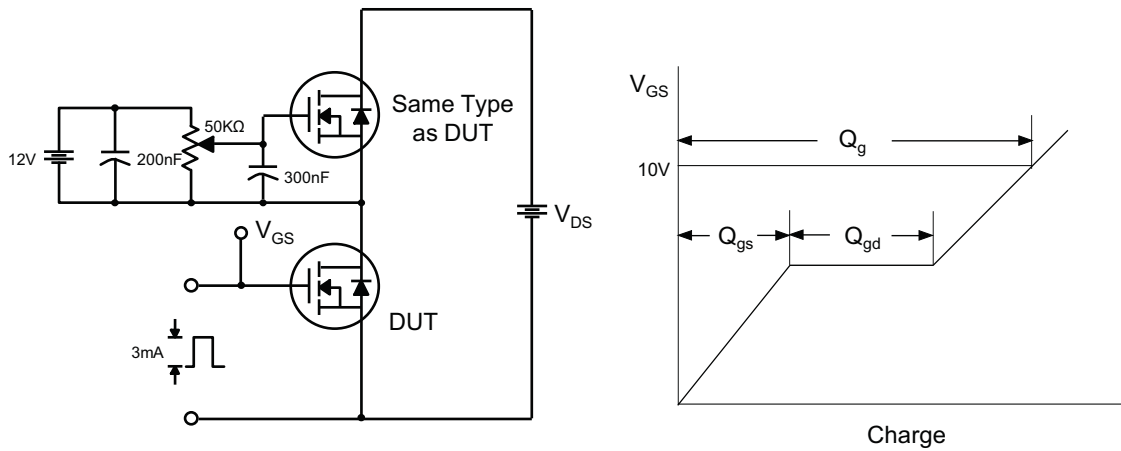 12V
200nF
50KΩ
300nF
Same Type
as DUT
V_GS
DUT
3mA
V_DS
V_GS
10V
Q_g
Q_gs
Q_gd
Charge